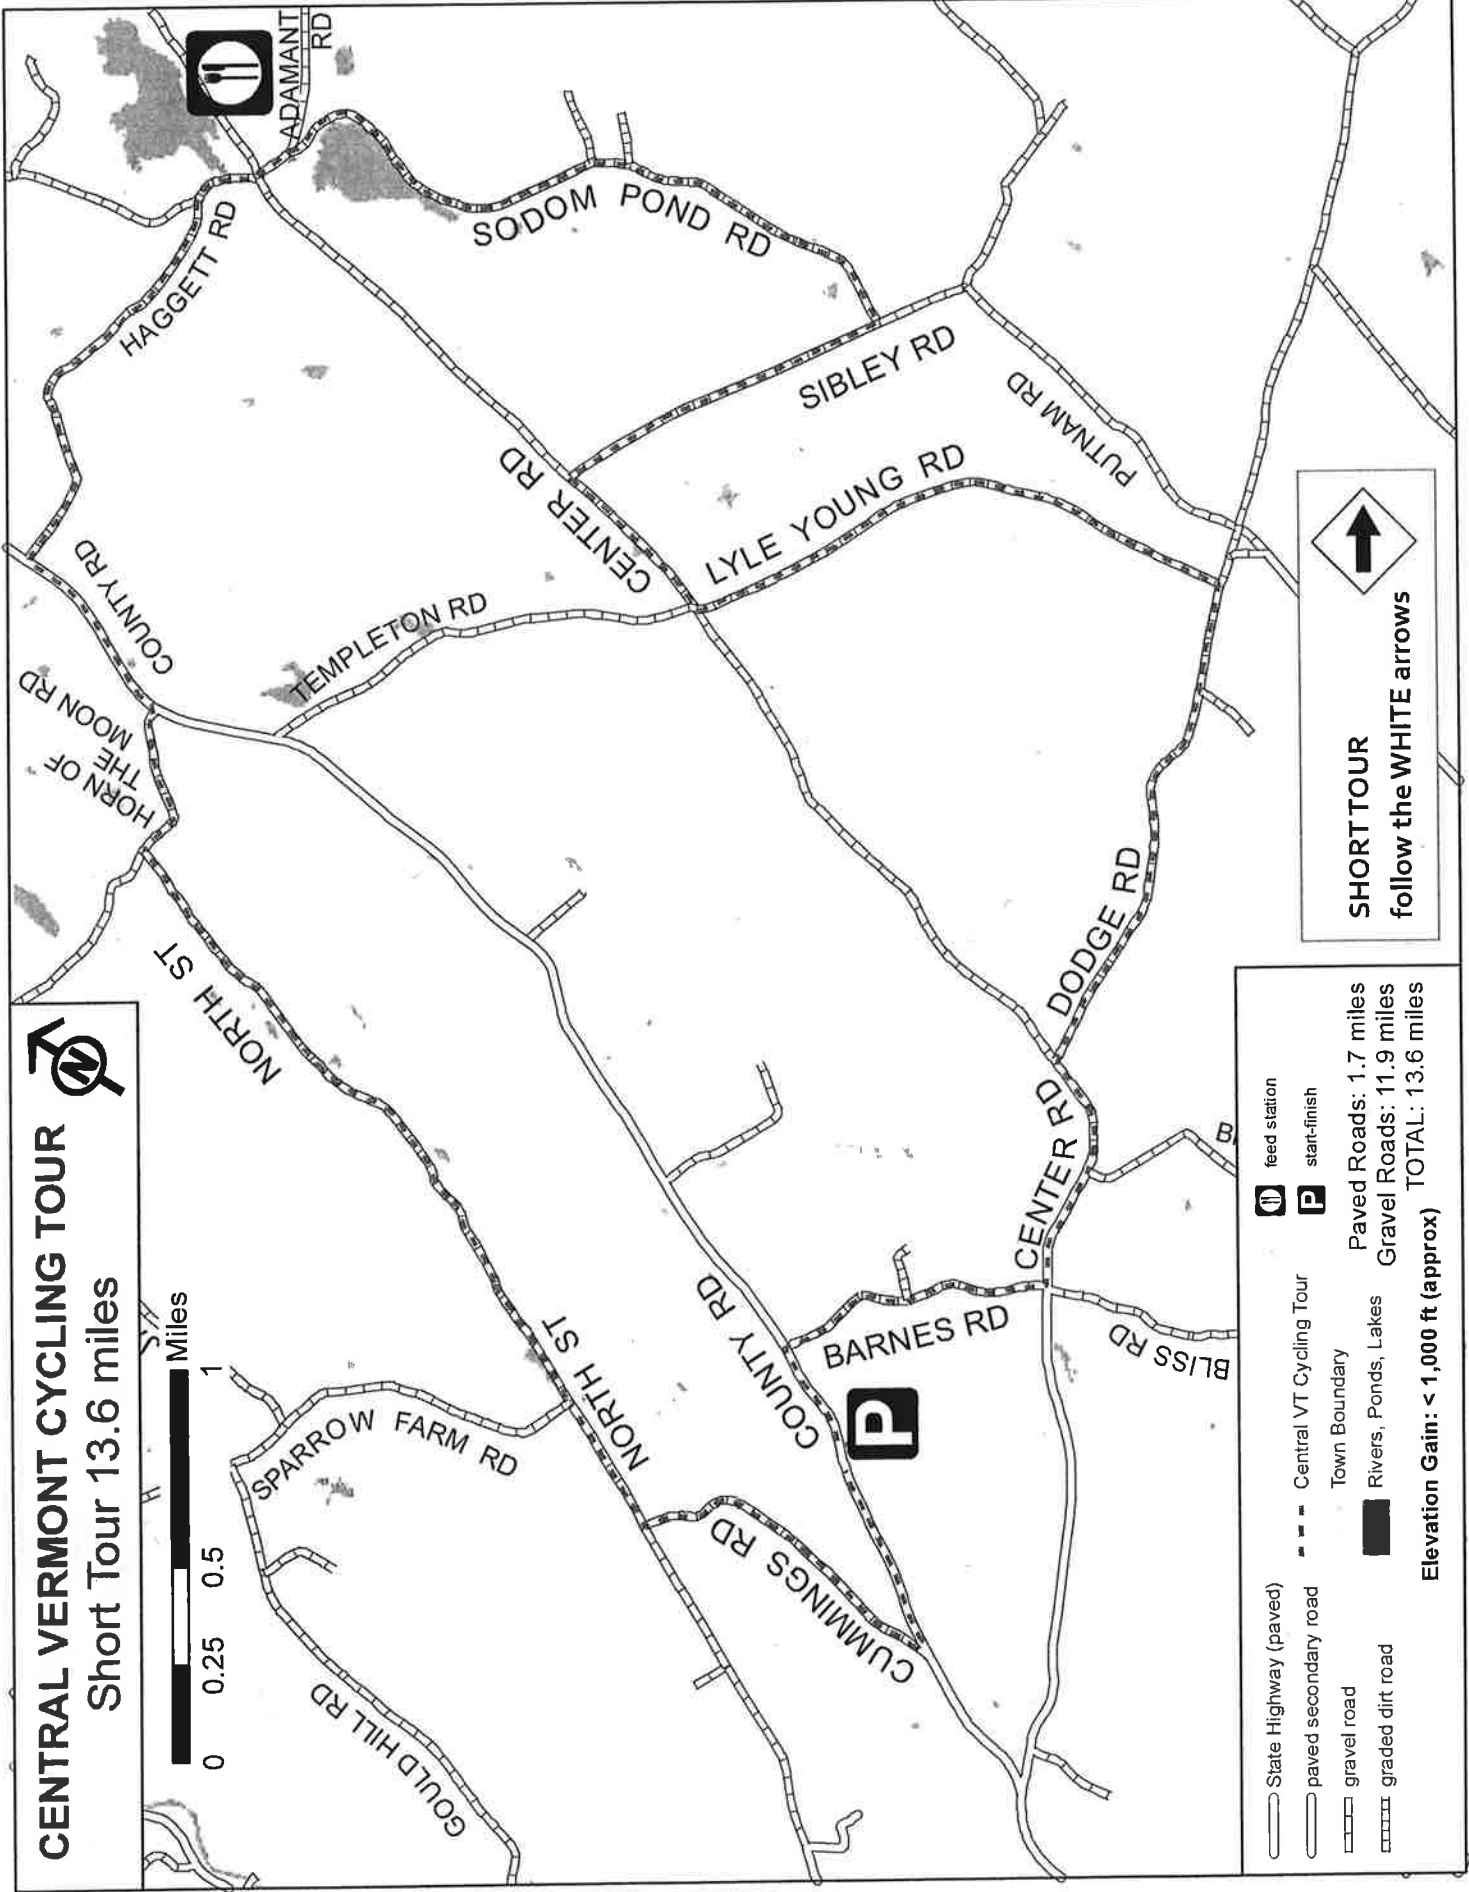 CENTRAL VERMONT CYCLING TOUR
Short Tour 13.6 miles
N
0 0.25 0.5 1
Miles
ADAMANT
RD
HAGGETT RD
SODOM POND RD
COUNTY RD
HORN OF
THE
MOON RD
TEMPLETON RD
CENTER RD
LYLE YOUNG RD
SIBLEY RD
PUTNAM RD
NORTH ST
DODGE RD
NORTH ST
COUNTY RD
CENTER RD
BARNES RD
BLISS RD
P
SPARROW FARM RD
CUMMINGS RD
GOULD HILL RD
SHORT TOUR
follow the WHITE arrows
State Highway (paved)
paved secondary road
gravel road
graded dirt road
Central VT Cycling Tour
Town Boundary
Rivers, Ponds, Lakes
feed station
P start-finish
Paved Roads: 1.7 miles
Gravel Roads: 11.9 miles
TOTAL: 13.6 miles
Elevation Gain: < 1,000 ft (approx)